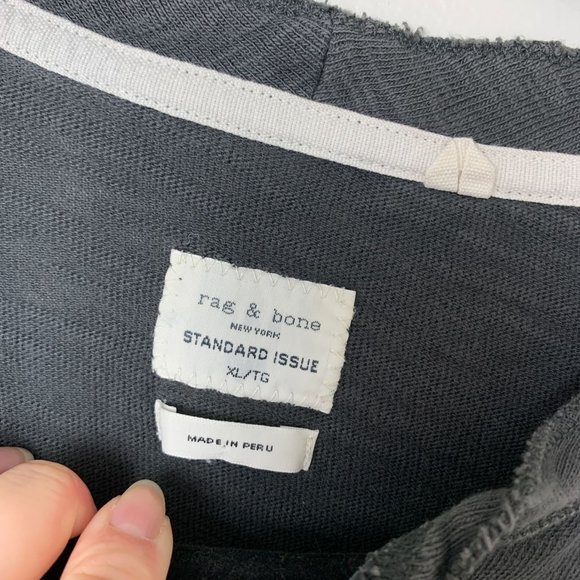 rag & bone
NEW YORK
STANDARD ISSUE
XL/TG
MADE IN PERU